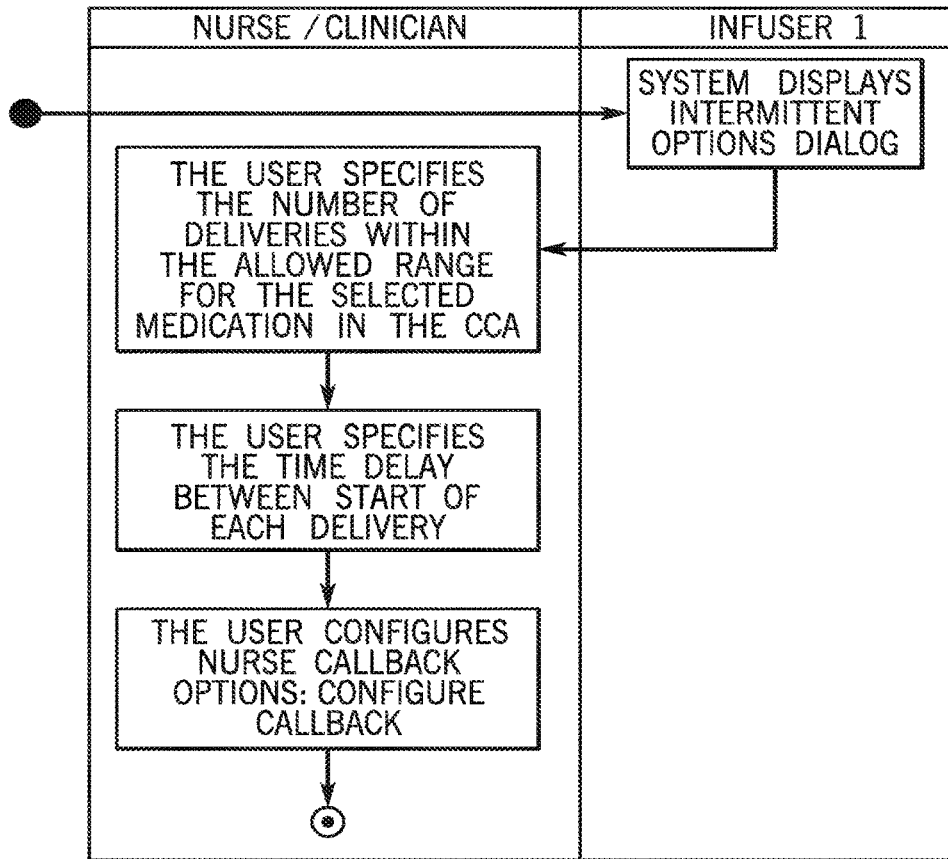 NURSE / CLINICIAN
INFUSER 1
SYSTEM DISPLAYS
INTERMITTENT
OPTIONS DIALOG
THE USER SPECIFIES
THE NUMBER OF
DELIVERIES WITHIN
THE ALLOWED RANGE
FOR THE SELECTED
MEDICATION IN THE CCA
THE USER SPECIFIES
THE TIME DELAY
BETWEEN START OF
EACH DELIVERY
THE USER CONFIGURES
NURSE CALLBACK
OPTIONS: CONFIGURE
CALLBACK